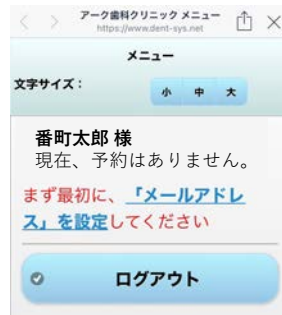 アーク歯科クリニック メニュー
https://www.dent-sys.net
メニュー
文字サイズ：
小 中 大
番町太郎 様
現在、予約はありません。
まず最初に、「メールアドレ
ス」を設定してください
ログアウト